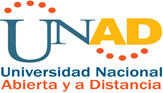 UNAD
Universidad Nacional
Abierta y a Distancia